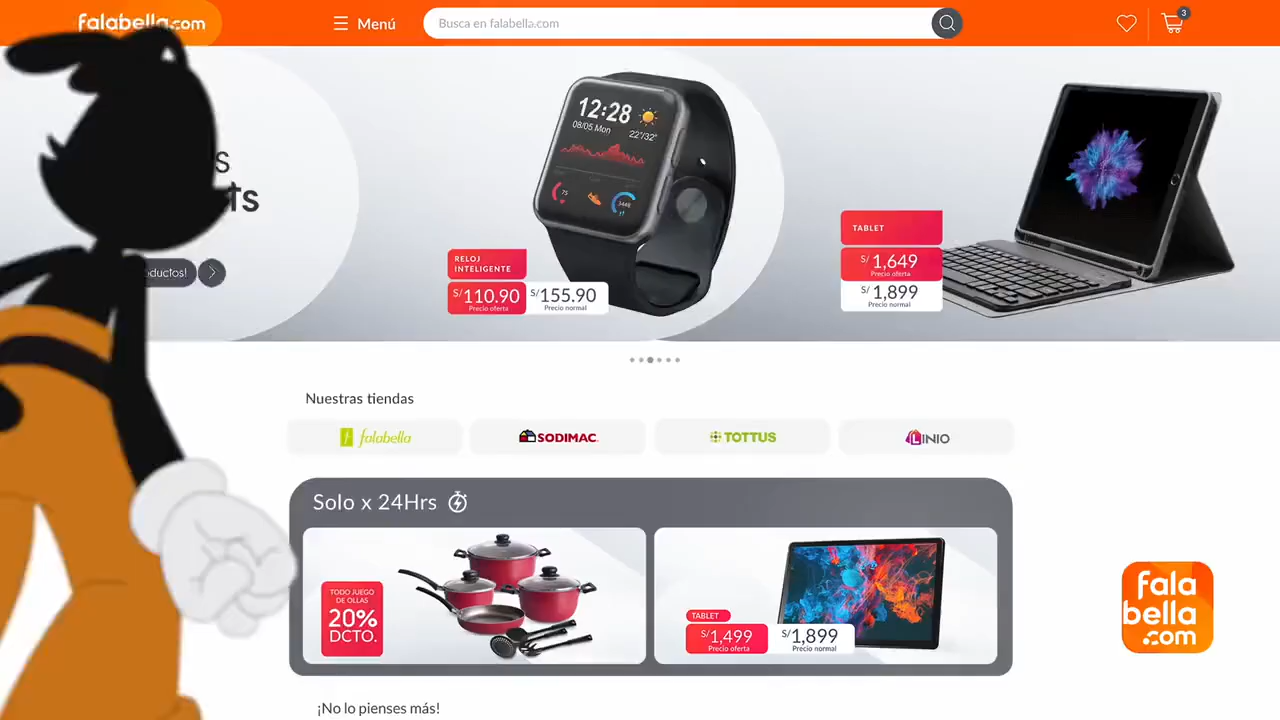 falabella.com
Menú
Busca en falabella.com
3
12:28
08/05 Mon
22°/32°
75
RELOJ
INTELIGENTE
S/ 110.90
Precio oferta
S/ 155.90
Precio normal
TABLET
S/ 1,649
Precio oferta
S/ 1,899
Precio normal
Nuestras tiendas
falabella
SODIMAC
TOTTUS
LINIO
Solo x 24Hrs
TODO JUEGO
DE OLLAS
20%
DCTO.
TABLET
S/ 1,499
Precio oferta
S/ 1,899
Precio normal
fala
bella
.com
¡No lo pienses más!